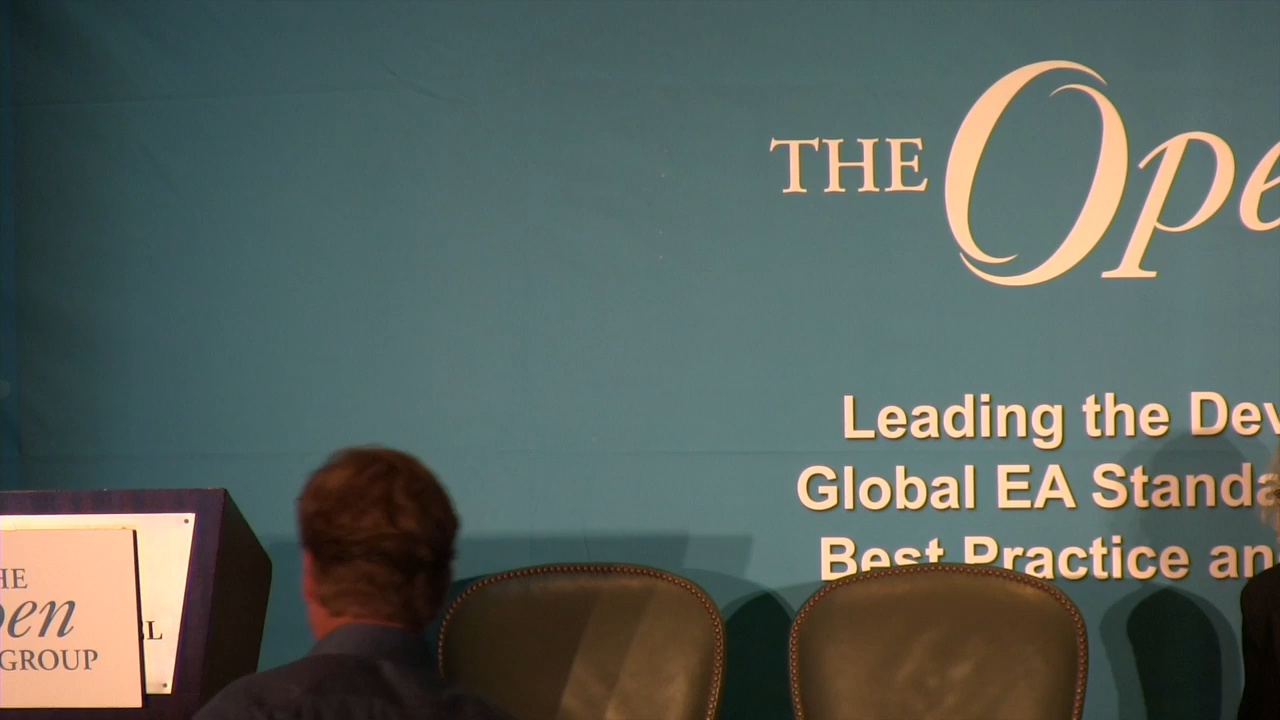 THE Ope
Leading the Dev
Global EA Standa
Best Practice an
HE
pen
GROUP
L